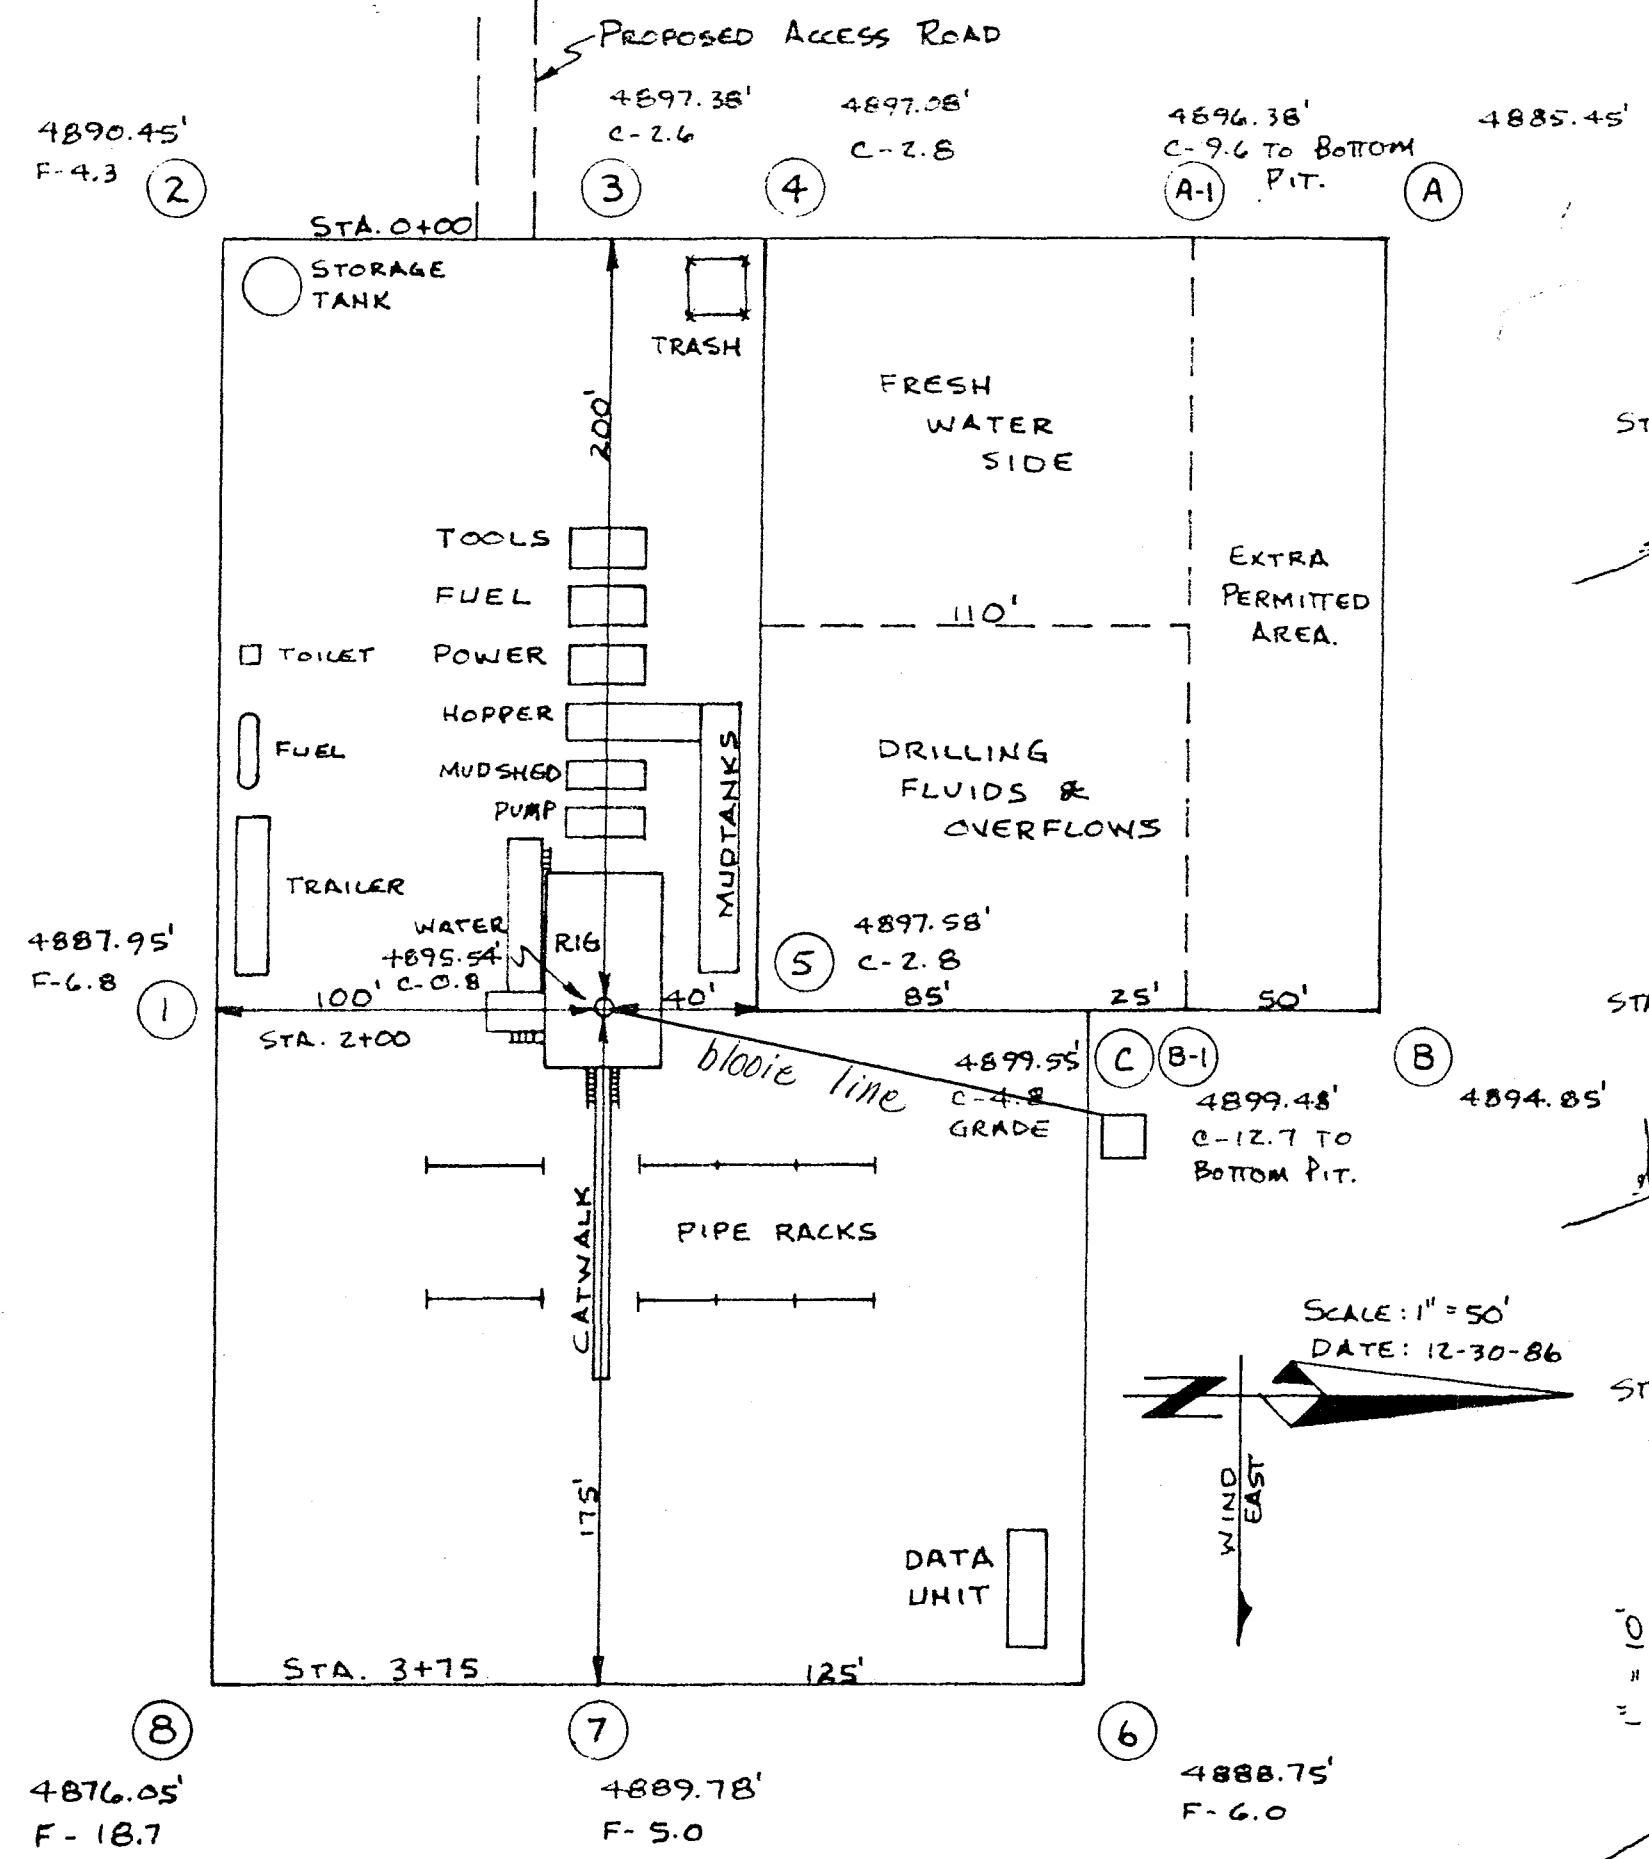 PROPOSED ACCESS ROAD
4890.45'
F-4.3
2
4897.38'
C-2.6
3
4897.08'
C-2.8
4
4896.38'
C-9.6 TO BOTTOM
PIT.
A-1
4885.45'
A
STA. 0+00
STORAGE
TANK
TRASH
200'
FRESH
WATER
SIDE
TOOLS
FUEL
POWER
HOPPER
MUDSHED
PUMP
MUDTANKS
TOILET
FUEL
TRAILER
110'
EXTRA
PERMITTED
AREA.
DRILLING
FLUIDS &
OVERFLOWS
4887.95'
F-6.8
1
WATER
4895.54'
C-0.8
RIG
100'
STA. 2+00
40'
4897.58'
5
C-2.8
85'
25'
50'
blooie line
4899.55'
C-4.8
GRADE
C
B-1
4899.48'
C-12.7 TO
BOTTOM PIT.
B
4894.85'
CATWALK
PIPE RACKS
SCALE: 1" = 50'
DATE: 12-30-86
N
WIND
EAST
175'
DATA
UNIT
STA. 3+75
125'
8
4876.05'
F-18.7
7
4889.78'
F-5.0
6
4888.75'
F-6.0
ST
STA
ST
1" = 10'